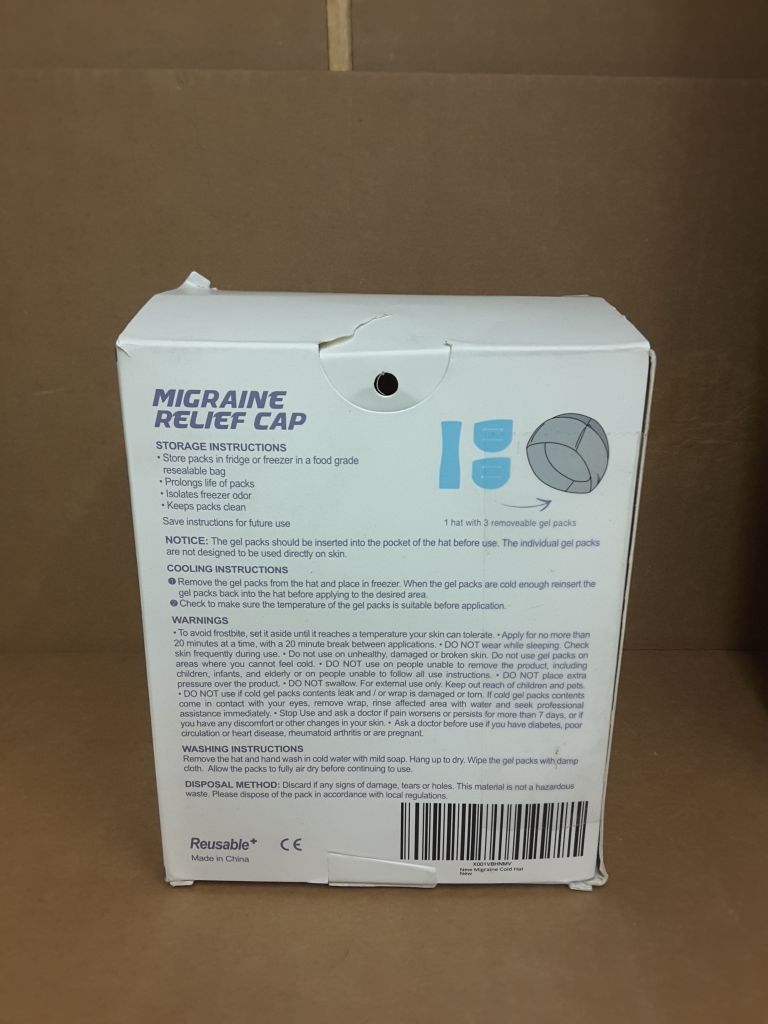 MIGRAINE
RELIEF CAP
STORAGE INSTRUCTIONS
• Store packs in fridge or freezer in a food grade
resealable bag
• Prolongs life of packs
• Isolates freezer odor
• Keeps packs clean
Save instructions for future use
1 hat with 3 removeable gel packs
NOTICE: The gel packs should be inserted into the pocket of the hat before use. The individual gel packs
are not designed to be used directly on skin.
COOLING INSTRUCTIONS
❶ Remove the gel packs from the hat and place in freezer. When the gel packs are cold enough reinsert the
gel packs back into the hat before applying to the desired area.
❷ Check to make sure the temperature of the gel packs is suitable before application.
WARNINGS
• To avoid frostbite, set it aside until it reaches a temperature your skin can tolerate. • Apply for no more than
20 minutes at a time, with a 20 minute break between applications. • DO NOT wear while sleeping. Check
skin frequently during use. • Do not use on unhealthy, damaged or broken skin. Do not use gel packs on
areas where you cannot feel cold. • DO NOT use on people unable to remove the product, including
children, infants, and elderly or on people unable to follow all use instructions. • DO NOT place extra
pressure over the product. • DO NOT swallow. For external use only. Keep out reach of children and pets.
• DO NOT use if cold gel packs contents leak and / or wrap is damaged or torn. If cold gel packs contents
come in contact with your eyes, remove wrap, rinse affected area with water and seek professional
assistance immediately. • Stop Use and ask a doctor if pain worsens or persists for more than 7 days, or if
you have any discomfort or other changes in your skin. • Ask a doctor before use if you have diabetes, poor
circulation or heart disease, rheumatoid arthritis or are pregnant.
WASHING INSTRUCTIONS
Remove the hat and hand wash in cold water with mild soap. Hang up to dry. Wipe the gel packs with damp
cloth. Allow the packs to fully air dry before continuing to use.
DISPOSAL METHOD: Discard if any signs of damage, tears or holes. This material is not a hazardous
waste. Please dispose of the pack in accordance with local regulations.
Reusable+ CE
Made in China
X001VBHNMV
New Migraine Cold Hat
New